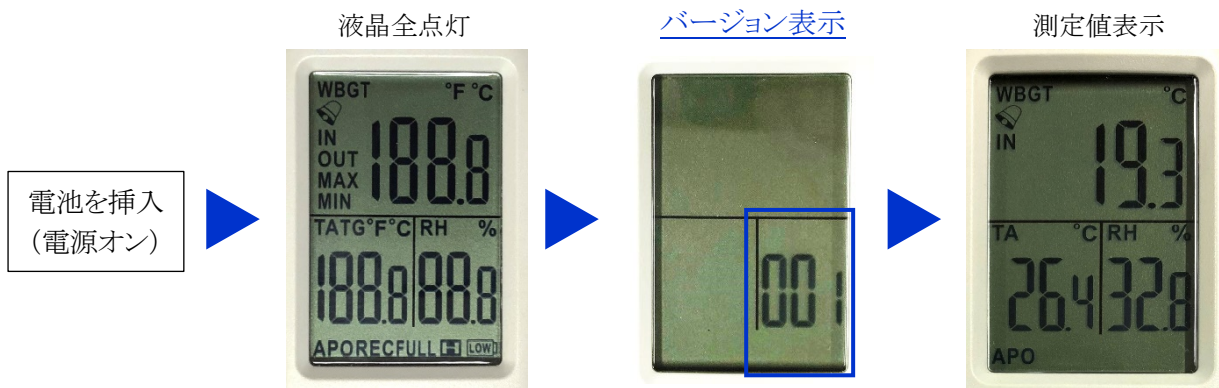 液晶全点灯
バージョン表示
測定値表示
電池を挿入
（電源オン）
WBGT °F °C
IN
OUT
MAX
MIN
188.8
TATG°F°C RH %
188.8 88.8
APORECFULL H LOW
001
WBGT °C
IN
19.3
TA °C RH %
26.4 32.8
APO